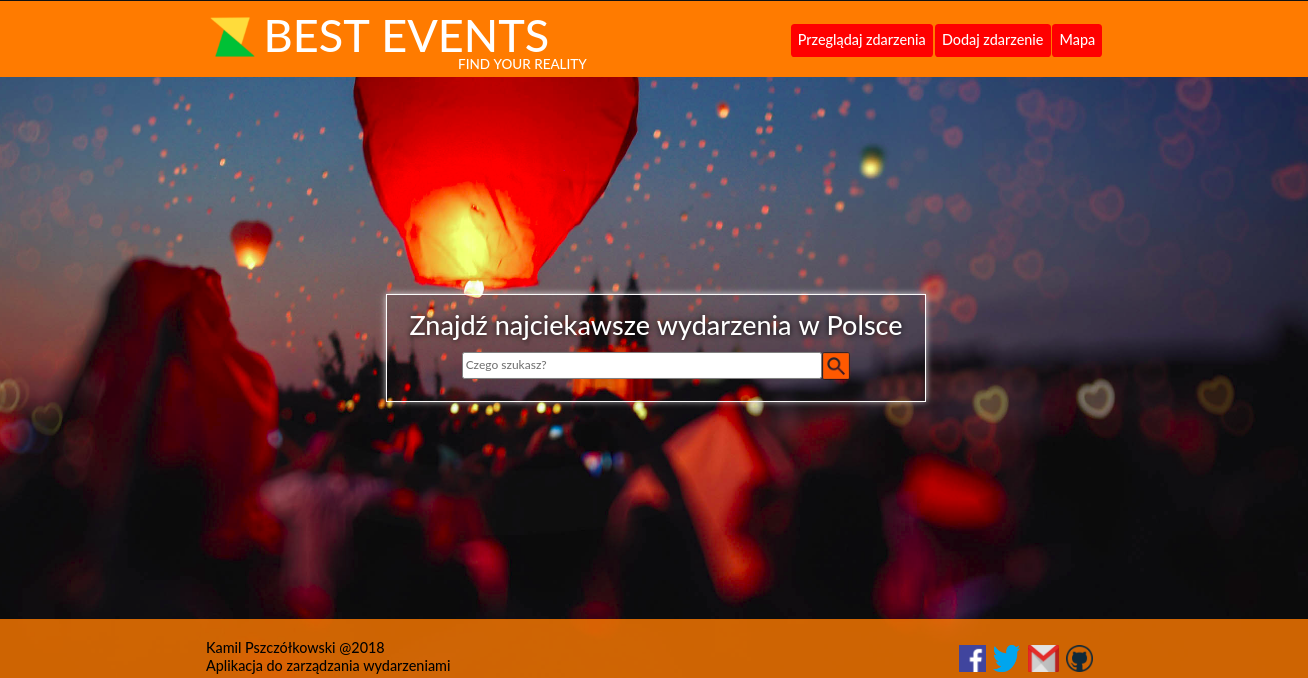 BEST EVENTS
FIND YOUR REALITY
Przeglądaj zdarzenia
Dodaj zdarzenie
Mapa
Znajdź najciekawsze wydarzenia w Polsce
Czego szukasz?
Kamil Pszczółkowski @2018
Aplikacja do zarządzania wydarzeniami